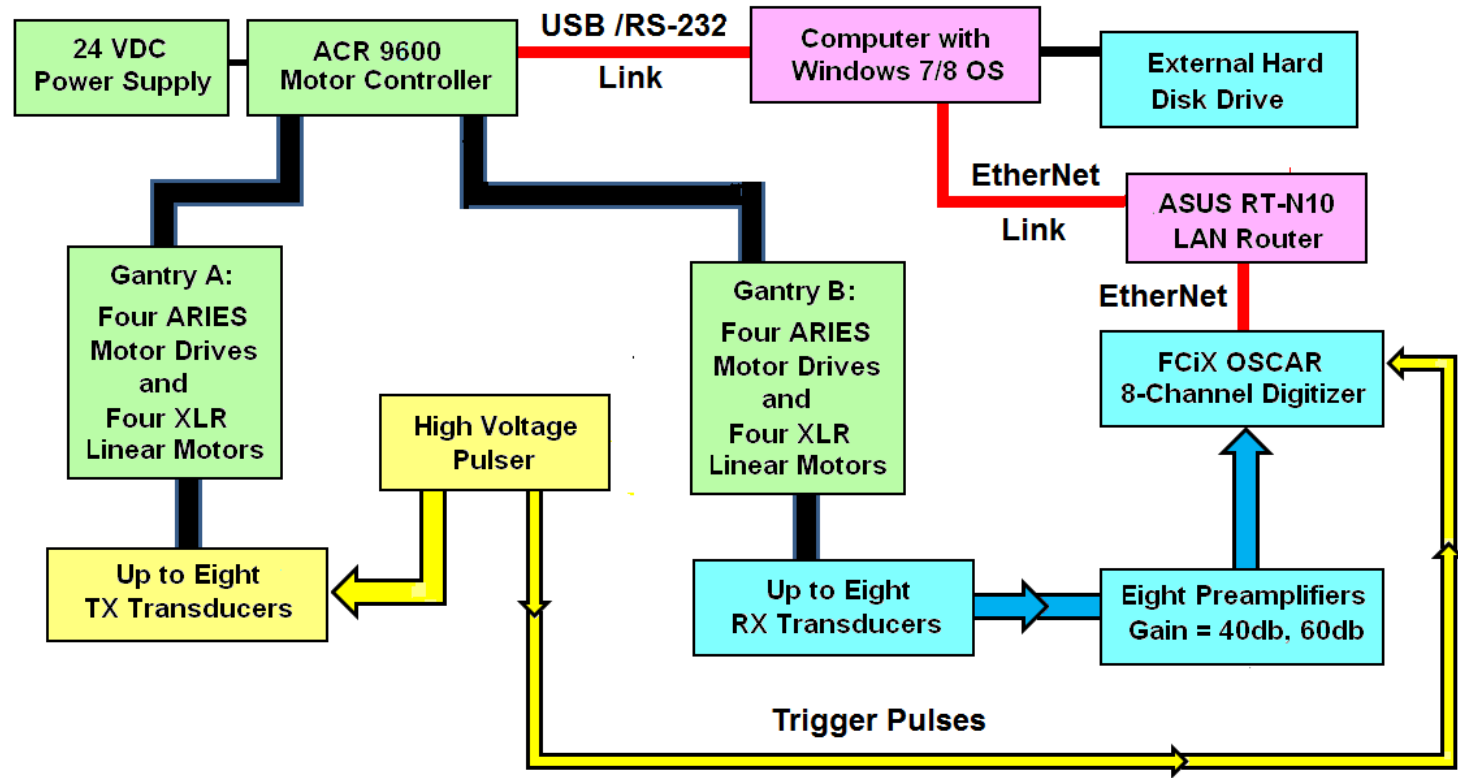 24 VDC
Power Supply
ACR 9600
Motor Controller
USB /RS-232
Link
Computer with
Windows 7/8 OS
External Hard
Disk Drive
EtherNet
Link
ASUS RT-N10
LAN Router
EtherNet
Gantry A:
Four ARIES
Motor Drives
and
Four XLR
Linear Motors
Gantry B:
Four ARIES
Motor Drives
and
Four XLR
Linear Motors
FCiX OSCAR
8-Channel Digitizer
High Voltage
Pulser
Up to Eight
TX Transducers
Up to Eight
RX Transducers
Eight Preamplifiers
Gain = 40db, 60db
Trigger Pulses